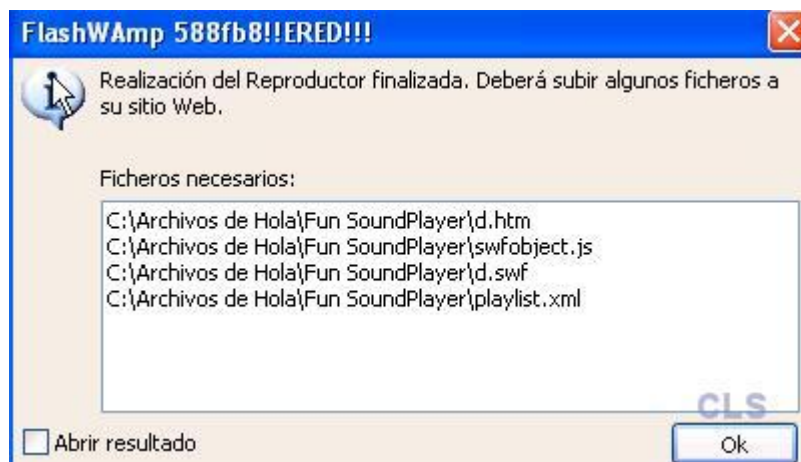 FlashWAmp 588fb8!!ERED!!!
Realización del Reproductor finalizada. Deberá subir algunos ficheros a
su sitio Web.
Ficheros necesarios:
C:\Archivos de Hola\Fun SoundPlayer\d.htm
C:\Archivos de Hola\Fun SoundPlayer\swfobject.js
C:\Archivos de Hola\Fun SoundPlayer\d.swf
C:\Archivos de Hola\Fun SoundPlayer\playlist.xml
CLS
Abrir resultado
Ok